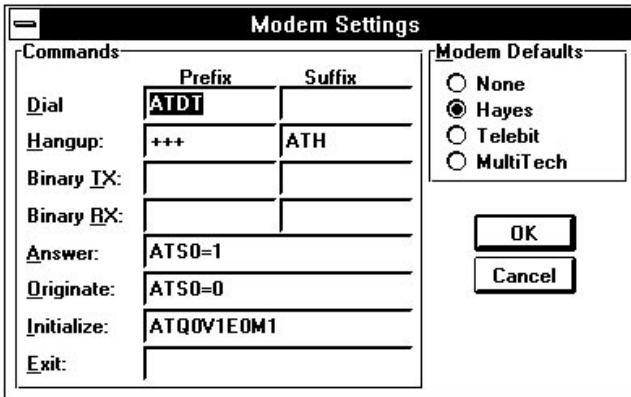 Modem Settings
Commands
Prefix Suffix
Dial ATDT
Hangup: +++ ATH
Binary TX:
Binary RX:
Answer: ATS0=1
Originate: ATS0=0
Initialize: ATQ0V1E0M1
Exit:
Modem Defaults
None
Hayes
Telebit
MultiTech
OK
Cancel